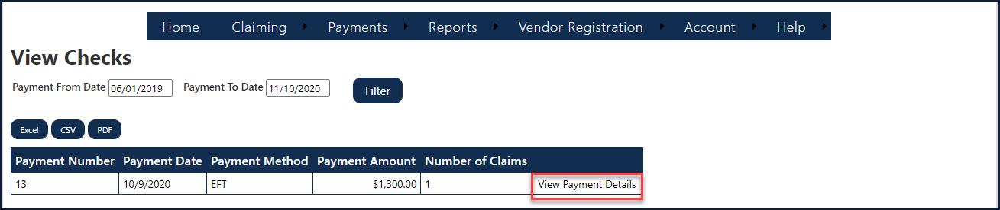 Home Claiming Payments Reports Vendor Registration Account Help
View Checks
Payment From Date 06/01/2019 Payment To Date 11/10/2020 Filter
Excel CSV PDF
Payment Number Payment Date Payment Method Payment Amount Number of Claims
13 10/9/2020 EFT $1,300.00 1 View Payment Details